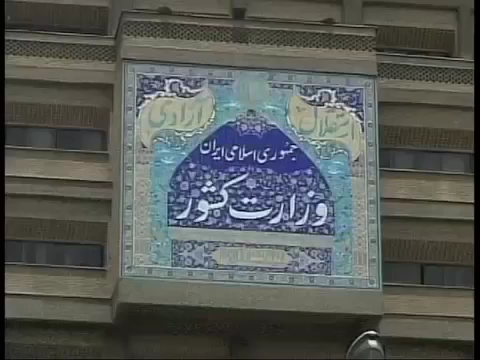 استقلال
آزادی
جمهوری اسلامی ایران
وزارت کشور